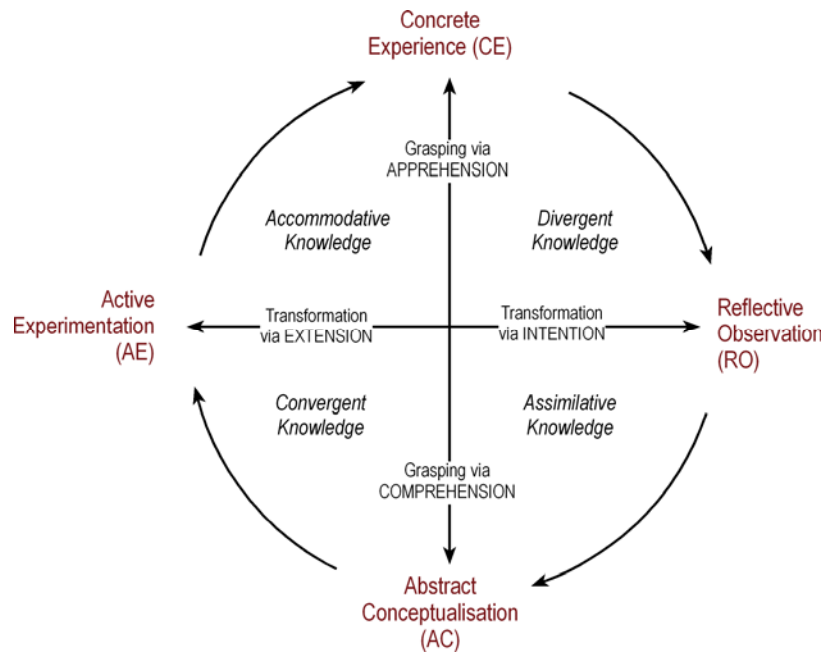 Concrete
Experience (CE)
Grasping via
APPREHENSION
Accommodative
Knowledge
Divergent
Knowledge
Active
Experimentation
(AE)
Transformation
via EXTENSION
Transformation
via INTENTION
Reflective
Observation
(RO)
Convergent
Knowledge
Assimilative
Knowledge
Grasping via
COMPREHENSION
Abstract
Conceptualisation
(AC)